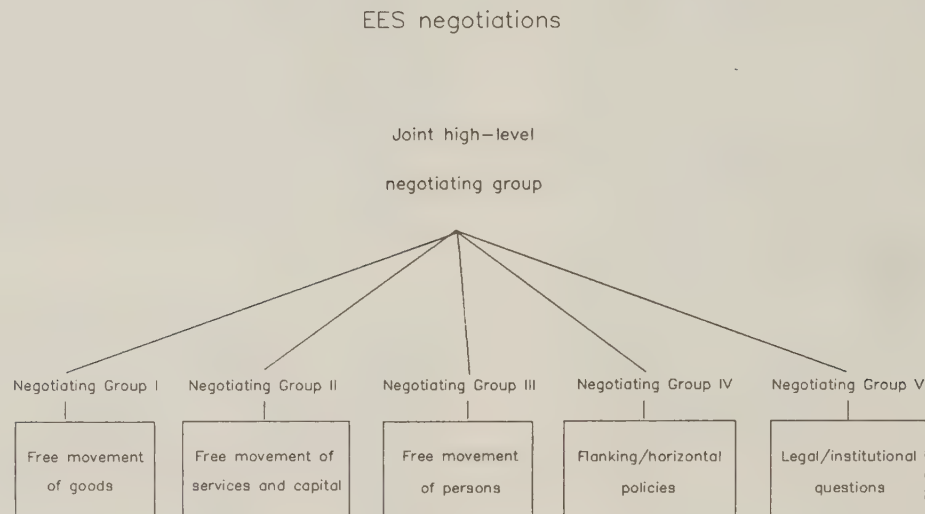 EES negotiations
Joint high-level
negotiating group
Negotiating Group I
Negotiating Group II
Negotiating Group III
Negotiating Group IV
Negotiating Group V
Free movement
of goods
Free movement of
services and capital
Free movement
of persons
Flanking/horizontal
policies
Legal/institutional
questions